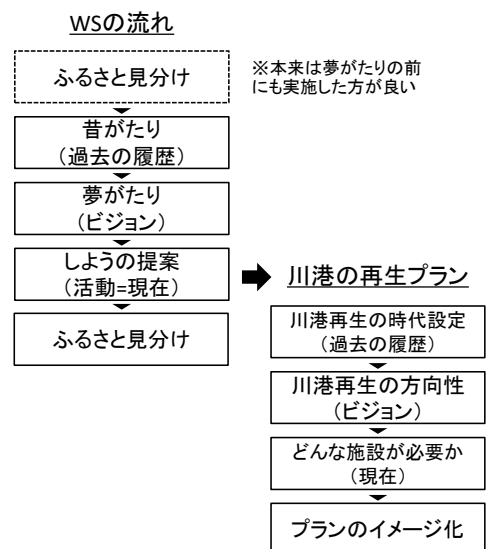 WSの流れ
ふるさと見分け
※本来は夢がたりの前
にも実施した方が良い
昔がたり
(過去の履歴)
夢がたり
(ビジョン)
しようの提案
(活動=現在)
ふるさと見分け
川港の再生プラン
川港再生の時代設定
(過去の履歴)
川港再生の方向性
(ビジョン)
どんな施設が必要か
(現在)
プランのイメージ化